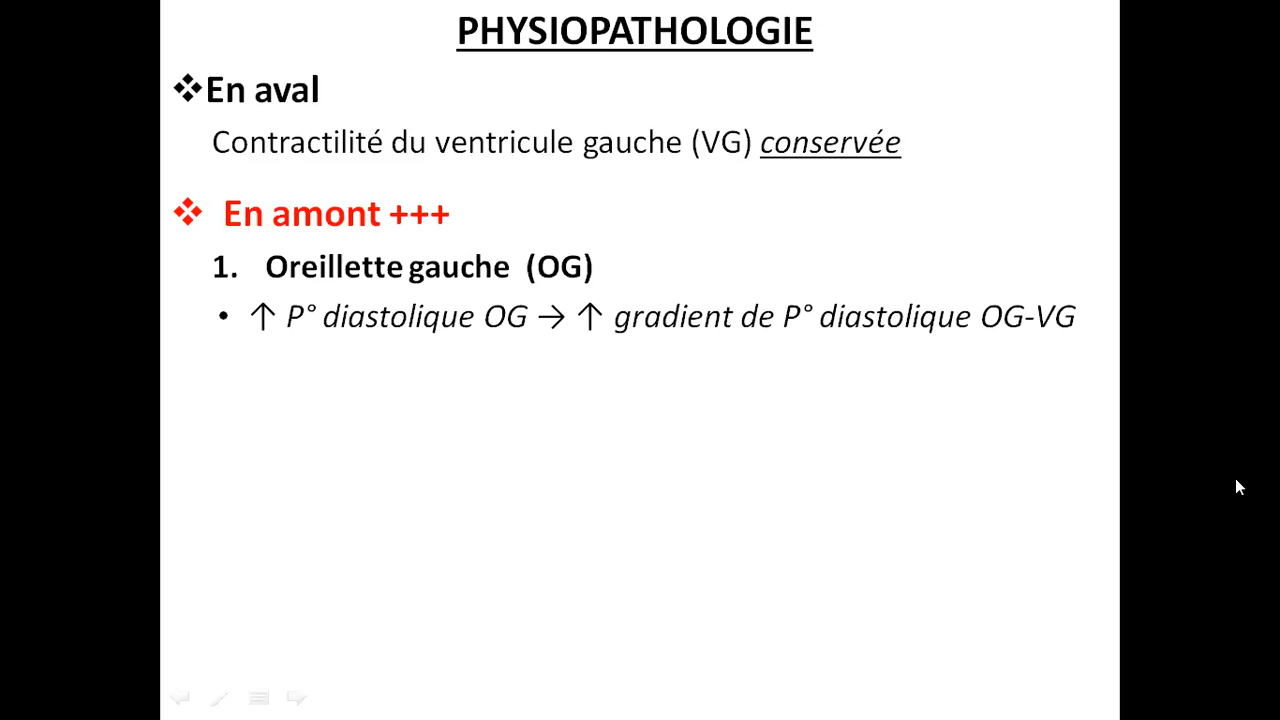 PHYSIOPATHOLOGIE
❖En aval
Contractilité du ventricule gauche (VG) conservée
❖ En amont +++
1. Oreillette gauche (OG)
• ↑ P° diastolique OG → ↑ gradient de P° diastolique OG-VG